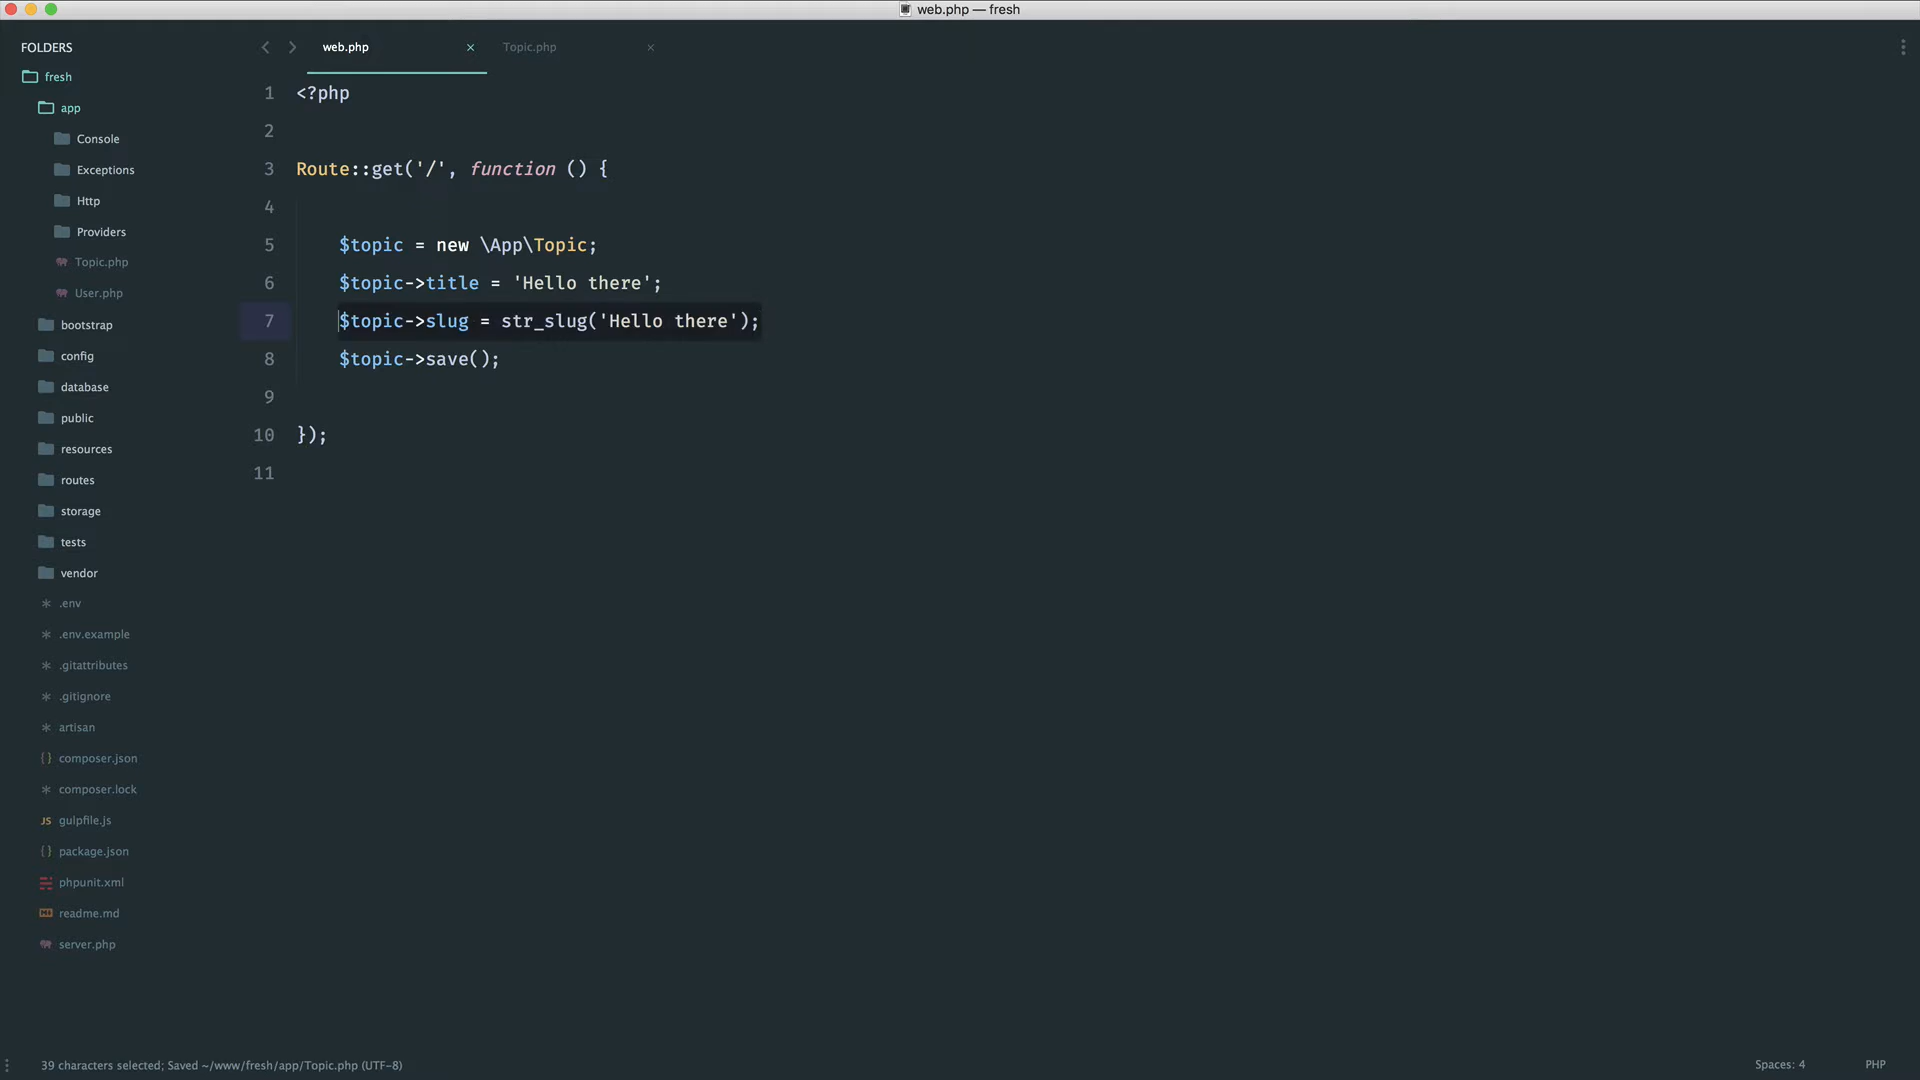 web.php — fresh
FOLDERS
fresh
app
Console
Exceptions
Http
Providers
Topic.php
User.php
bootstrap
config
database
public
resources
routes
storage
tests
vendor
.env
.env.example
.gitattributes
.gitignore
artisan
composer.json
composer.lock
JS gulpfile.js
package.json
phpunit.xml
readme.md
server.php
web.php × Topic.php ×
1 <?php
2
3 Route::get('/', function () {
4
5 $topic = new \App\Topic;
6 $topic->title = 'Hello there';
7 $topic->slug = str_slug('Hello there');
8 $topic->save();
9
10 });
11
39 characters selected; Saved ~/www/fresh/app/Topic.php (UTF-8)
Spaces: 4 PHP